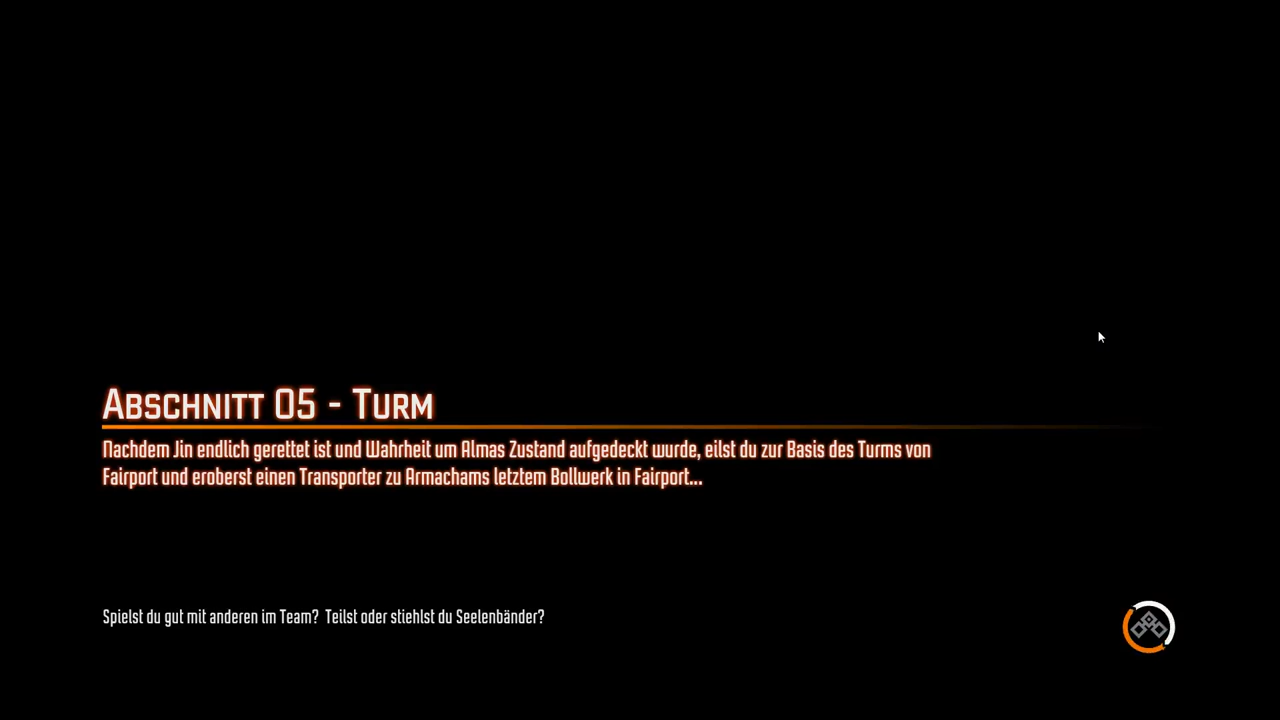 Abschnitt 05 - Turm
Nachdem Jin endlich gerettet ist und Wahrheit um Almas Zustand aufgedeckt wurde, eilst du zur Basis des Turms von
Fairport und eroberst einen Transporter zu Armachams letztem Bollwerk in Fairport...
Spielst du gut mit anderen im Team?  Teilst oder stiehlst du Seelenbänder?